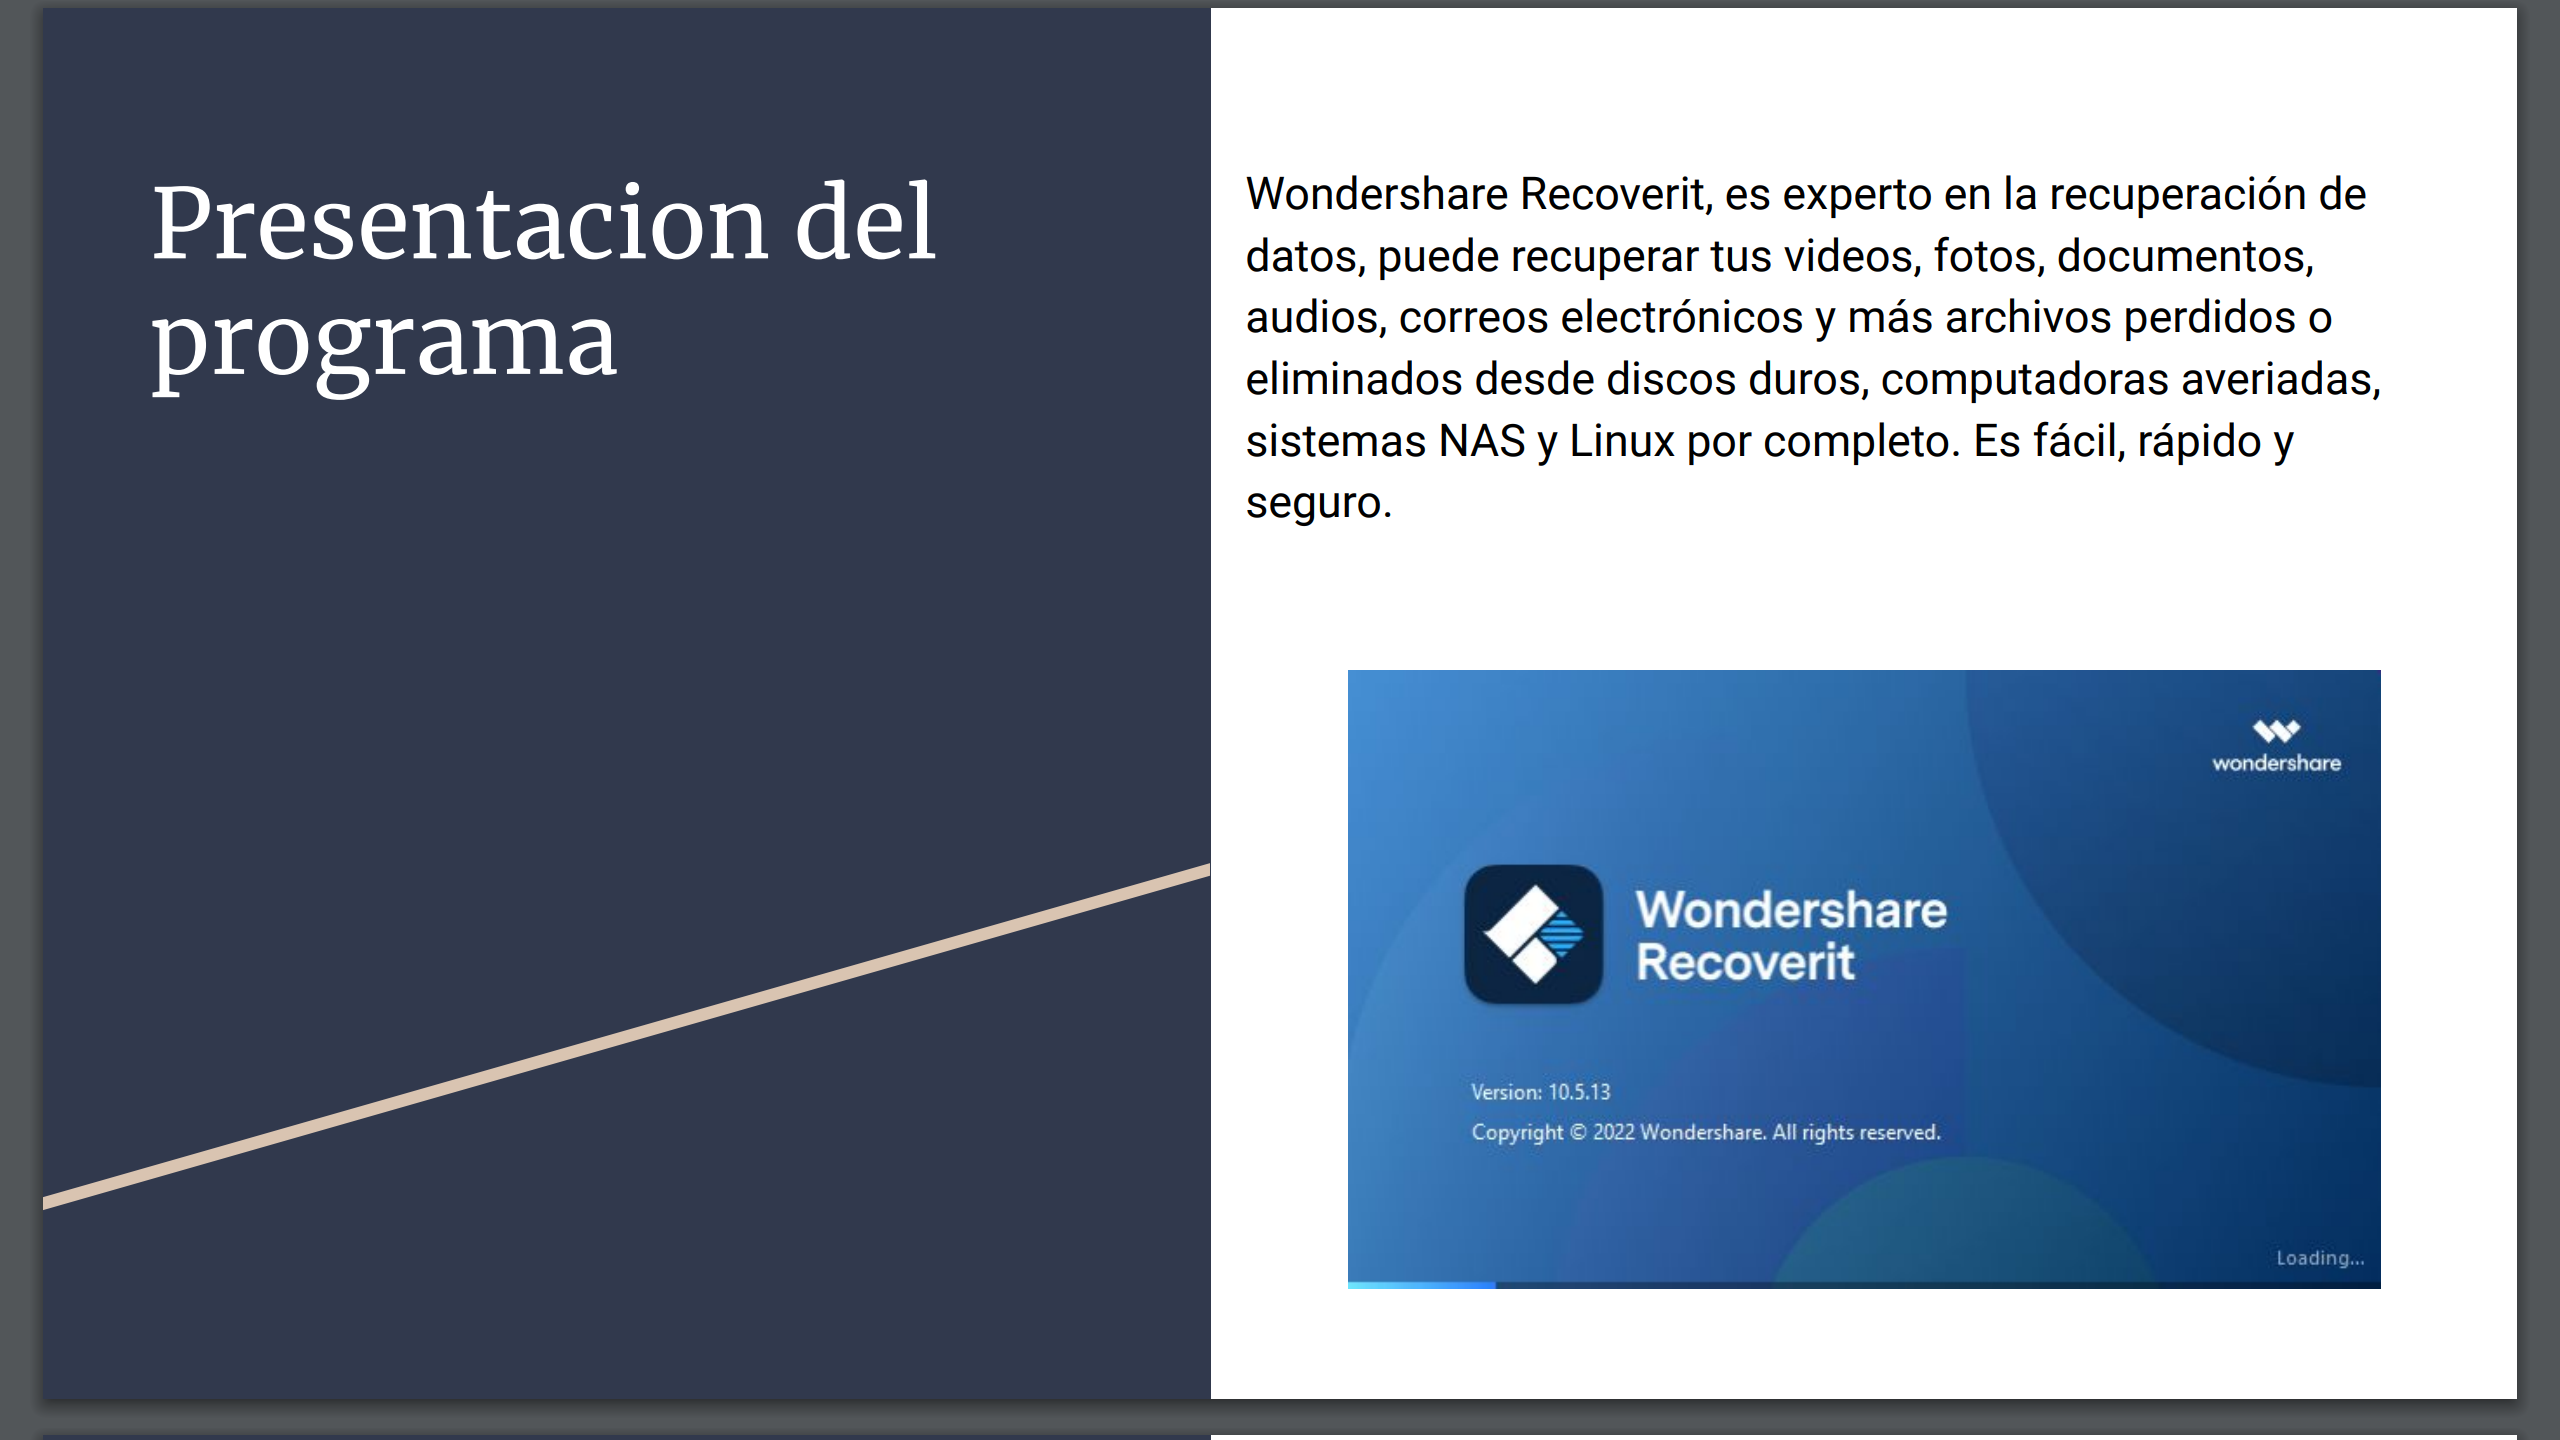 Presentacion del
programa
Wondershare Recoverit, es experto en la recuperación de
datos, puede recuperar tus videos, fotos, documentos,
audios, correos electrónicos y más archivos perdidos o
eliminados desde discos duros, computadoras averiadas,
sistemas NAS y Linux por completo. Es fácil, rápido y
seguro.
wondershare
Wondershare
Recoverit
Version: 10.5.13
Copyright © 2022 Wondershare. All rights reserved.
Loading...